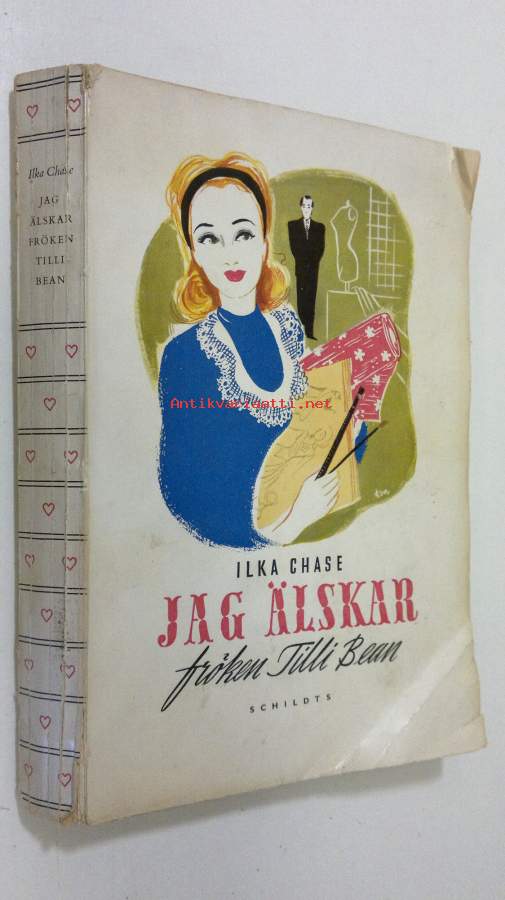 Ilka Chase
JAG
ÄLSKAR
FRÖKEN
TILLI
BEAN
Antikvariaatti.net
ILKA CHASE
JAG ÄLSKAR
fröken Tilli Bean
SCHILDTS